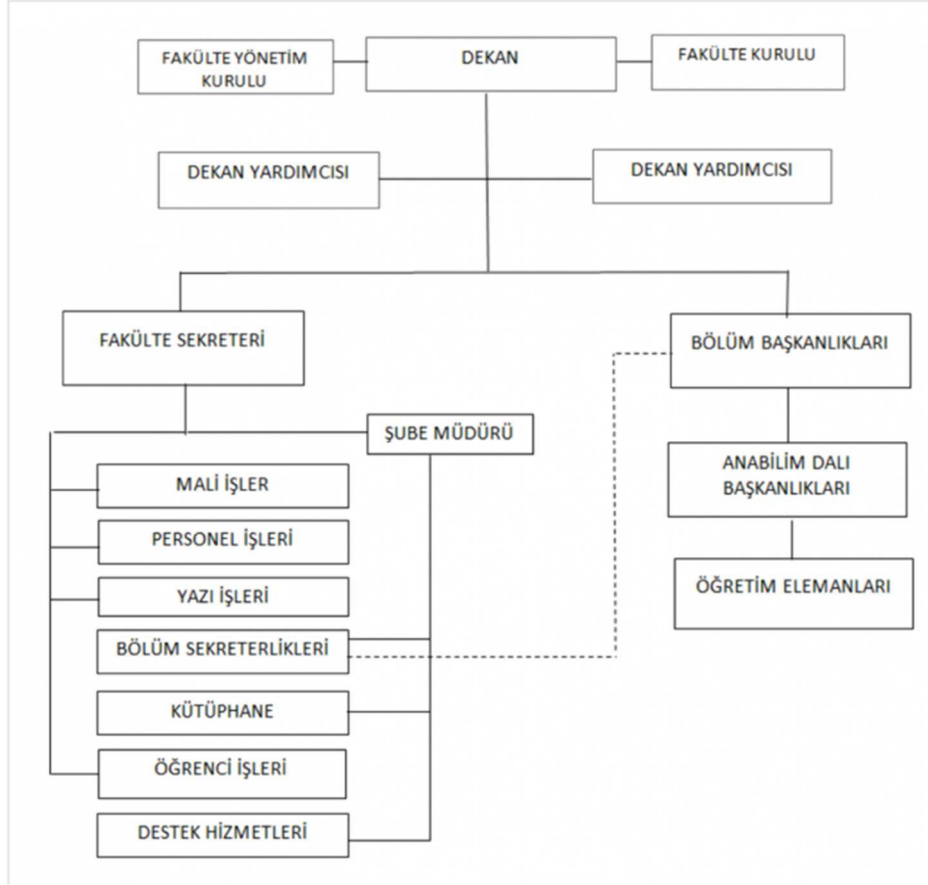 FAKÜLTE YÖNETİM
KURULU
DEKAN
FAKÜLTE KURULU
DEKAN YARDIMCISI
DEKAN YARDIMCISI
FAKÜLTE SEKRETERİ
BÖLÜM BAŞKANLIKLARI
ŞUBE MÜDÜRÜ
ANABİLİM DALI
BAŞKANLIKLARI
MALİ İŞLER
PERSONEL İŞLERİ
YAZI İŞLERİ
ÖĞRETİM ELEMANLARI
BÖLÜM SEKRETERLİKLERİ
KÜTÜPHANE
ÖĞRENCİ İŞLERİ
DESTEK HİZMETLERİ